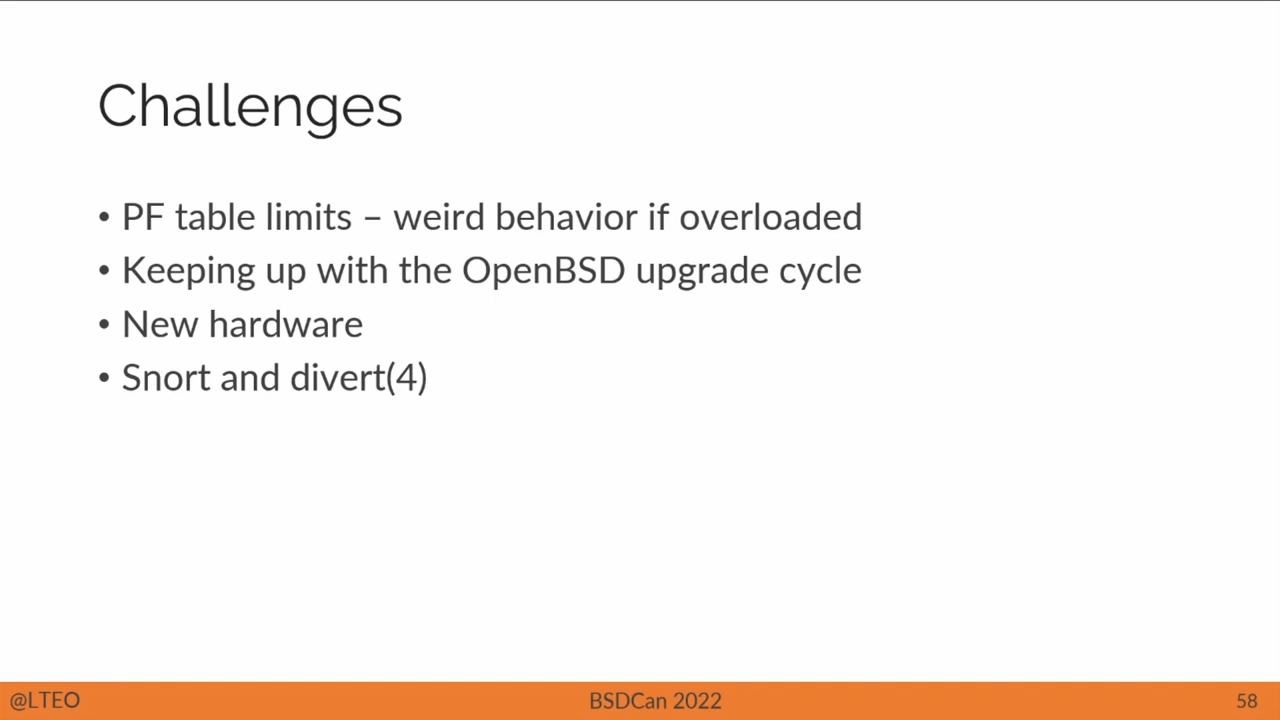 Challenges
• PF table limits – weird behavior if overloaded
• Keeping up with the OpenBSD upgrade cycle
• New hardware
• Snort and divert(4)
@LTEO
BSDCan 2022
58